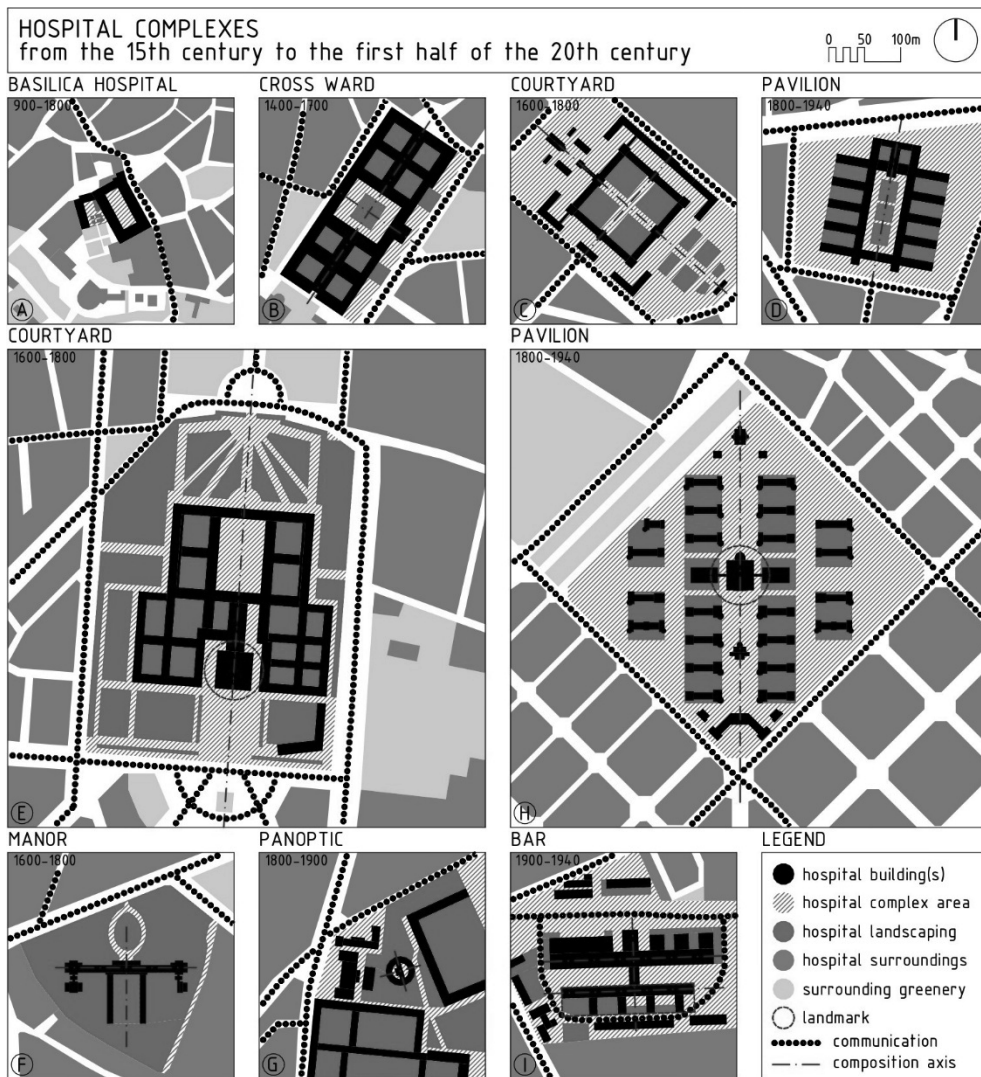 HOSPITAL COMPLEXES
from the 15th century to the first half of the 20th century
0 50 100m
BASILICA HOSPITAL
900-1800
A
CROSS WARD
1400-1700
B
COURTYARD
1600-1800
C
PAVILION
1800-1940
D
COURTYARD
1600-1800
E
PAVILION
1800-1940
H
MANOR
1600-1800
F
PANOPTIC
1800-1900
G
BAR
1900-1940
I
LEGEND
hospital building(s)
hospital complex area
hospital landscaping
hospital surroundings
surrounding greenery
landmark
communication
composition axis